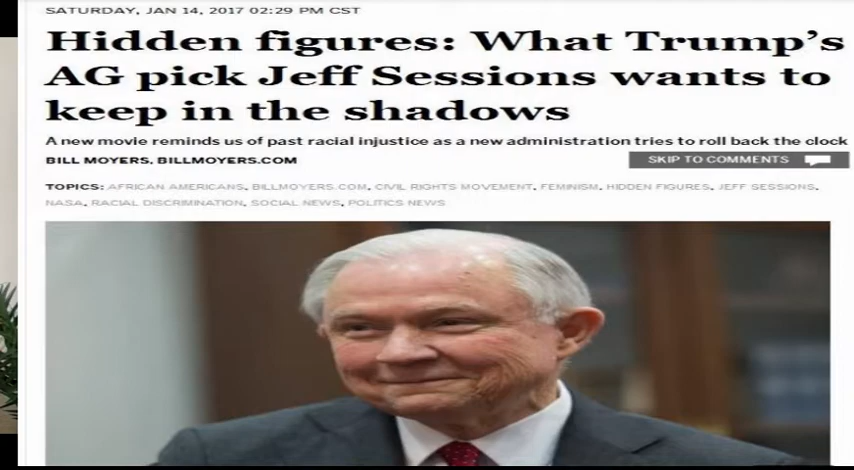 SATURDAY, JAN 14, 2017 02:29 PM CST
Hidden figures: What Trump's
AG pick Jeff Sessions wants to
keep in the shadows
A new movie reminds us of past racial injustice as a new administration tries to roll back the clock
BILL MOYERS, BILLMOYERS.COM
SKIP TO COMMENTS
TOPICS: AFRICAN AMERICANS, BILLMOYERS.COM, CIVIL RIGHTS MOVEMENT, FEMINISM, HIDDEN FIGURES, JEFF SESSIONS,
NASA, RACIAL DISCRIMINATION, SOCIAL NEWS, POLITICS NEWS